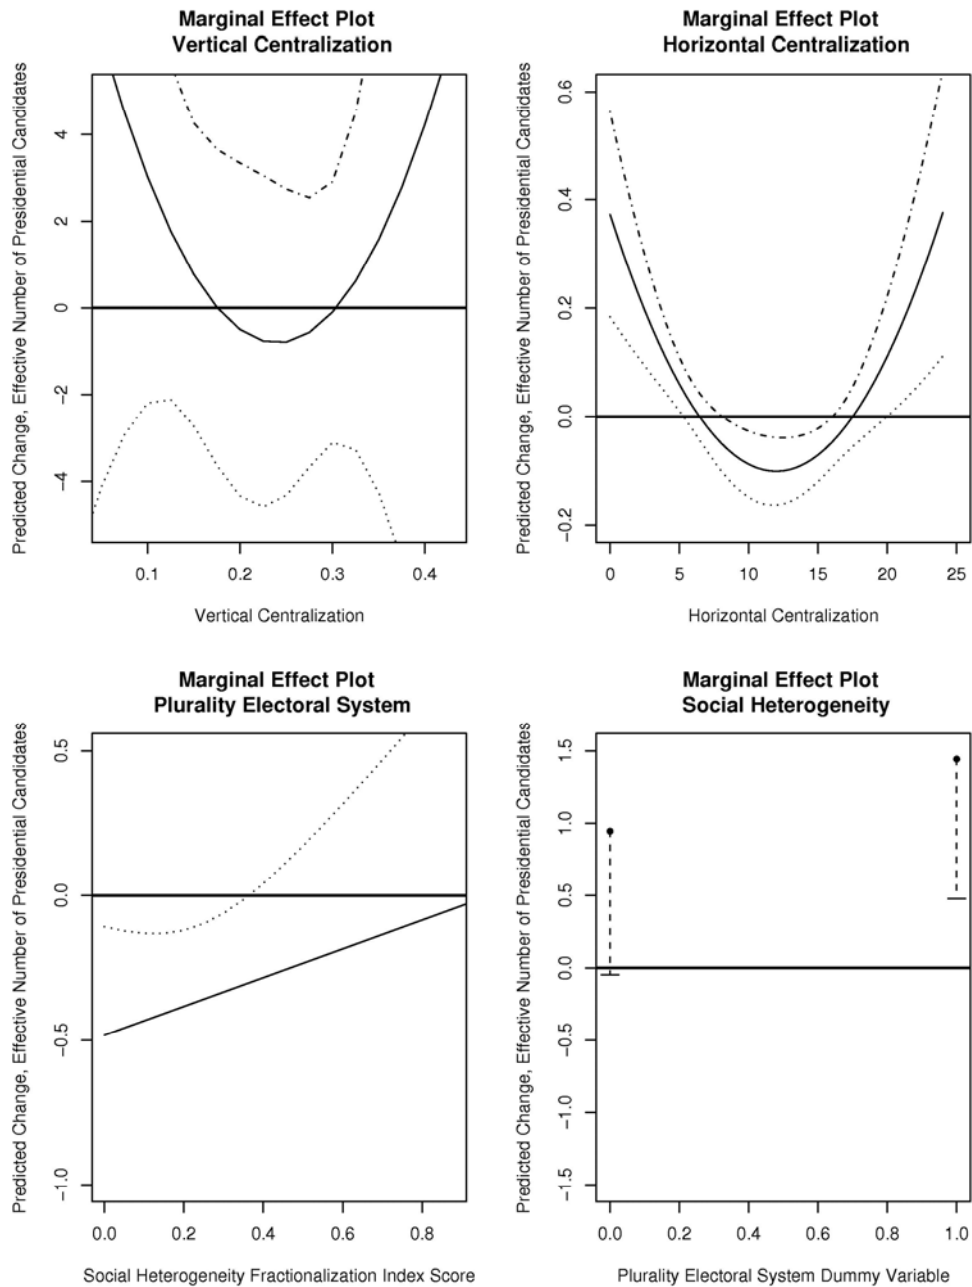 Marginal Effect Plot
Vertical Centralization
Predicted Change, Effective Number of Presidential Candidates
4
2
0
−2
−4
0.1 0.2 0.3 0.4
Vertical Centralization
Marginal Effect Plot
Horizontal Centralization
Predicted Change, Effective Number of Presidential Candidates
0.6
0.4
0.2
0.0
−0.2
0 5 10 15 20 25
Horizontal Centralization
Marginal Effect Plot
Plurality Electoral System
Predicted Change, Effective Number of Presidential Candidates
0.5
0.0
−0.5
−1.0
0.0 0.2 0.4 0.6 0.8
Social Heterogeneity Fractionalization Index Score
Marginal Effect Plot
Social Heterogeneity
Predicted Change, Effective Number of Presidential Candidates
1.5
1.0
0.5
0.0
−0.5
−1.0
−1.5
0.0 0.2 0.4 0.6 0.8 1.0
Plurality Electoral System Dummy Variable